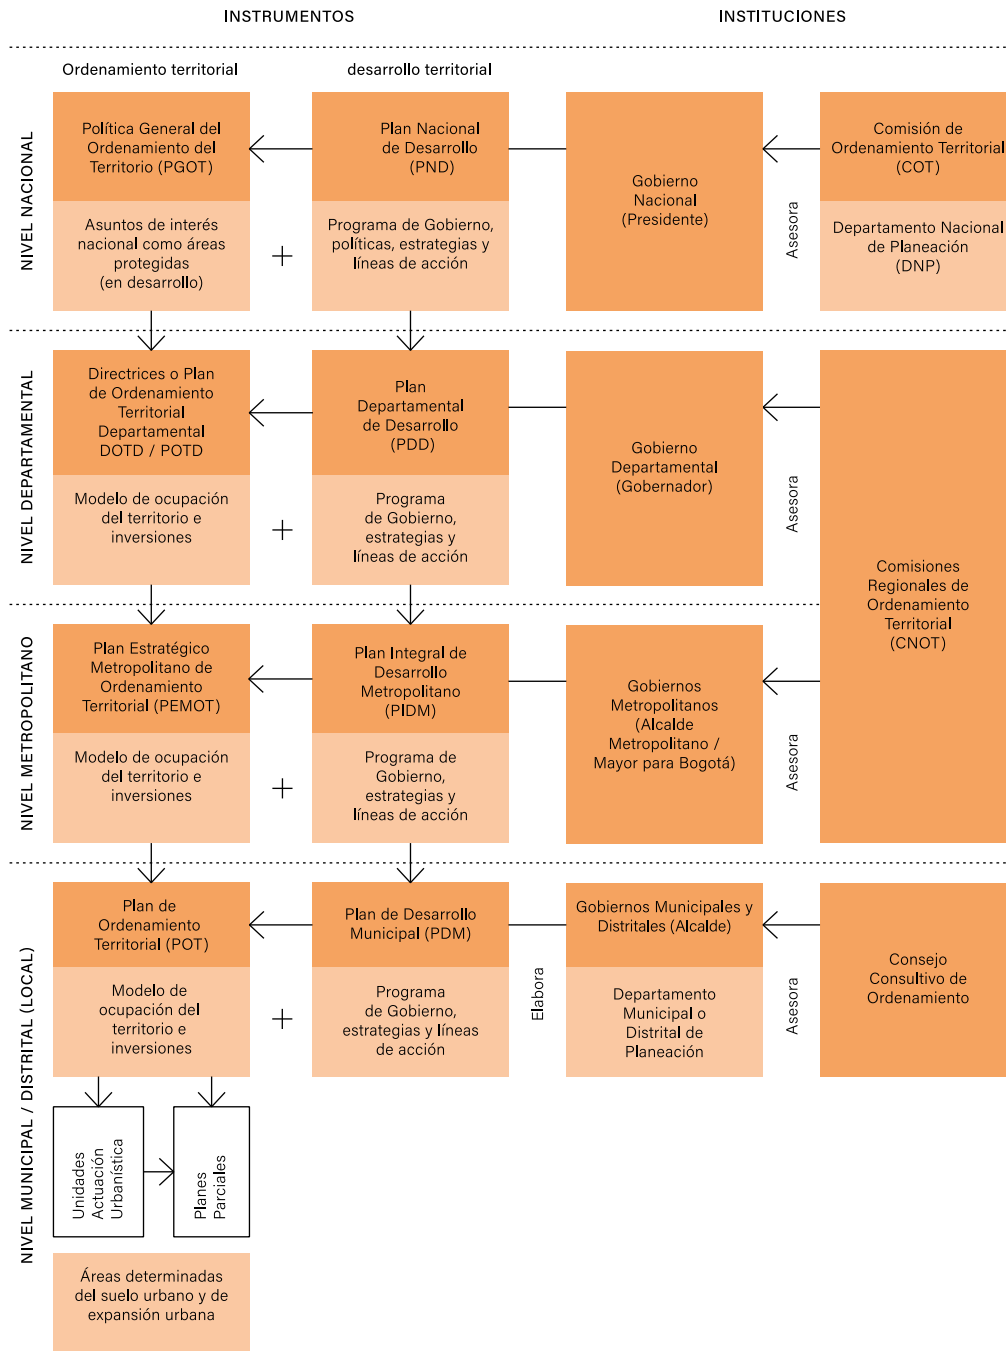 INSTRUMENTOS
INSTITUCIONES
Ordenamiento territorial
desarrollo territorial
NIVEL NACIONAL
Política General del
Ordenamiento del
Territorio (PGOT)
Asuntos de interés
nacional como áreas
protegidas
(en desarrollo)
+
Plan Nacional
de Desarrollo
(PND)
Programa de Gobierno,
políticas, estrategias y
líneas de acción
Gobierno
Nacional
(Presidente)
Asesora
Comisión de
Ordenamiento Territorial
(COT)
Departamento Nacional
de Planeación
(DNP)
NIVEL DEPARTAMENTAL
Directrices o Plan
de Ordenamiento
Territorial
Departamental
DOTD / POTD
Modelo de ocupación
del territorio e
inversiones
+
Plan
Departamental
de Desarrollo
(PDD)
Programa
de Gobierno,
estrategias y
líneas de acción
Gobierno
Departamental
(Gobernador)
Asesora
Comisiones
Regionales de
Ordenamiento
Territorial
(CNOT)
NIVEL METROPOLITANO
Plan Estratégico
Metropolitano de
Ordenamiento
Territorial (PEMOT)
Modelo de ocupación
del territorio e
inversiones
+
Plan Integral de
Desarrollo
Metropolitano
(PIDM)
Programa de
Gobierno,
estrategias y
líneas de acción
Gobiernos
Metropolitanos
(Alcalde
Metropolitano /
Mayor para Bogotá)
Asesora
NIVEL MUNICIPAL / DISTRITAL (LOCAL)
Plan de
Ordenamiento
Territorial (POT)
Modelo de
ocupación del
territorio e
inversiones
+
Plan de Desarrollo
Municipal (PDM)
Programa
de Gobierno,
estrategias y líneas
de acción
Elabora
Gobiernos Municipales y
Distritales (Alcalde)
Departamento
Municipal o
Distrital de
Planeación
Asesora
Consejo
Consultivo de
Ordenamiento
Unidades
Actuación
Urbanística
Planes
Parciales
Áreas determinadas
del suelo urbano y de
expansión urbana